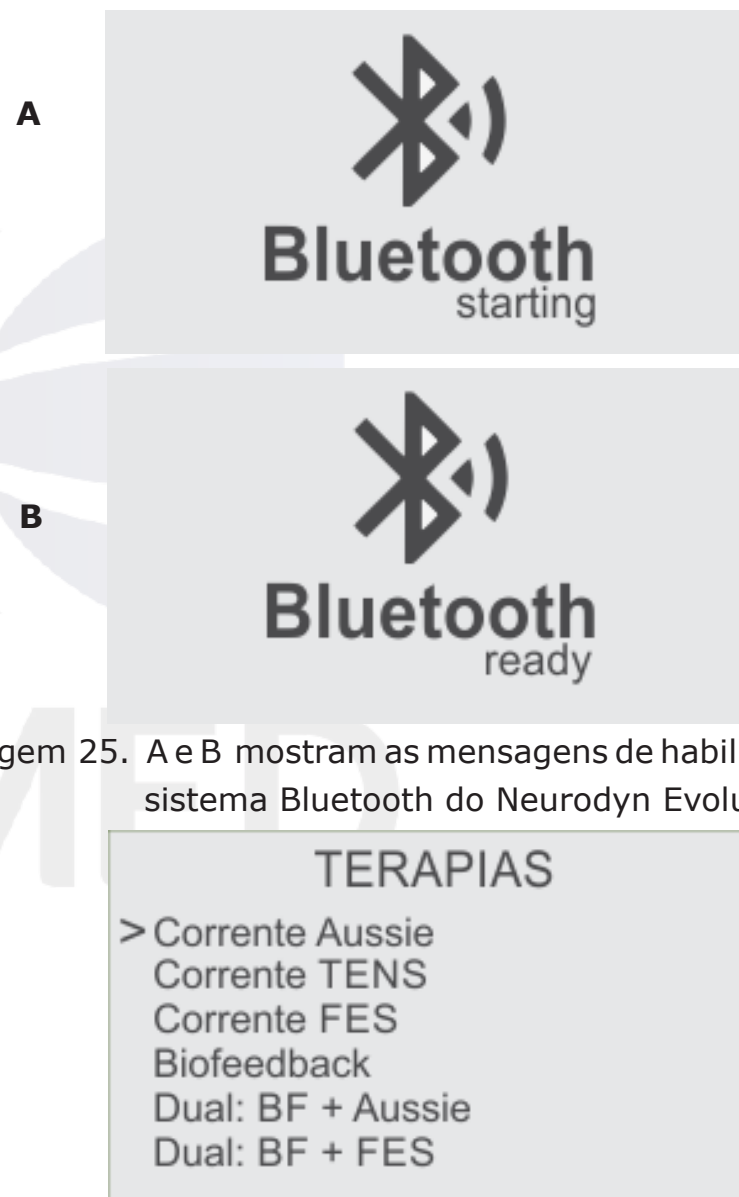 A
Bluetooth
starting
B
Bluetooth
ready
gem 25. A e B mostram as mensagens de habil
sistema Bluetooth do Neurodyn Evolu
TERAPIAS
> Corrente Aussie
Corrente TENS
Corrente FES
Biofeedback
Dual: BF + Aussie
Dual: BF + FES